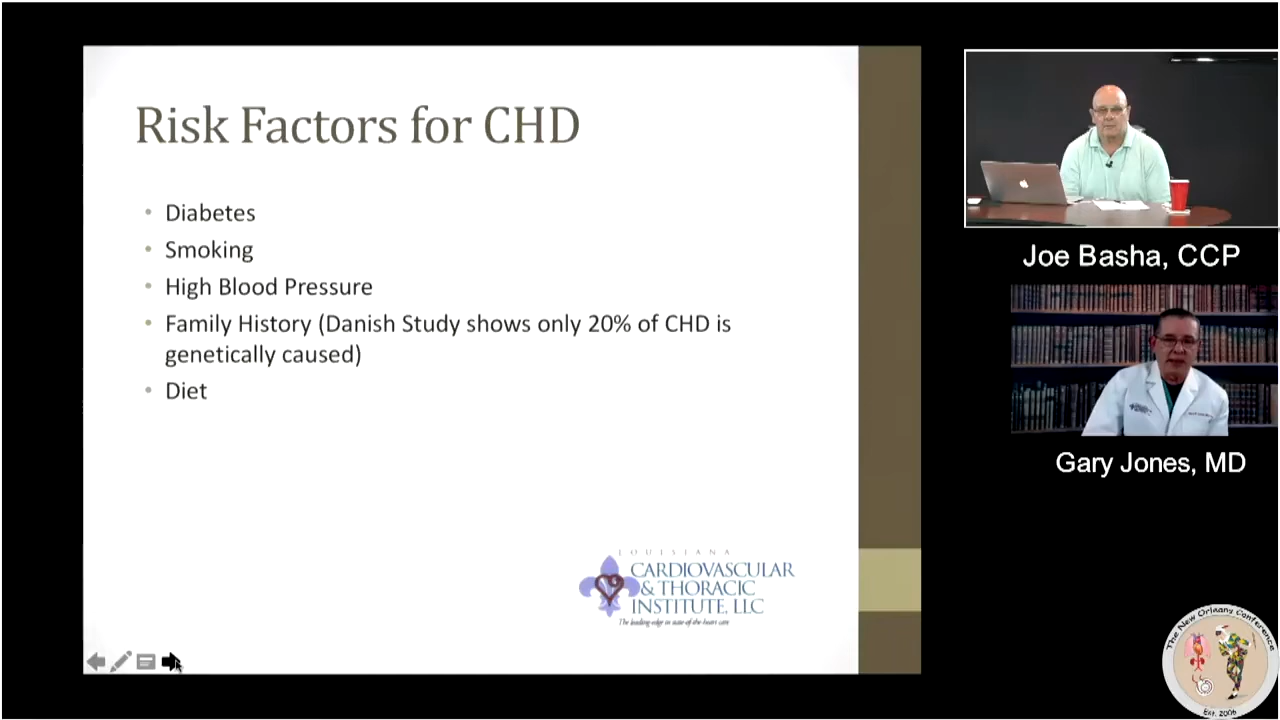 Risk Factors for CHD
• Diabetes
• Smoking
• High Blood Pressure
• Family History (Danish Study shows only 20% of CHD is
genetically caused)
• Diet
LOUISIANA
CARDIOVASCULAR
& THORACIC
INSTITUTE, LLC
The leading edge in state-of-the-heart care
Joe Basha, CCP
Gary Jones, MD
The New Orleans Conference
Est. 2006